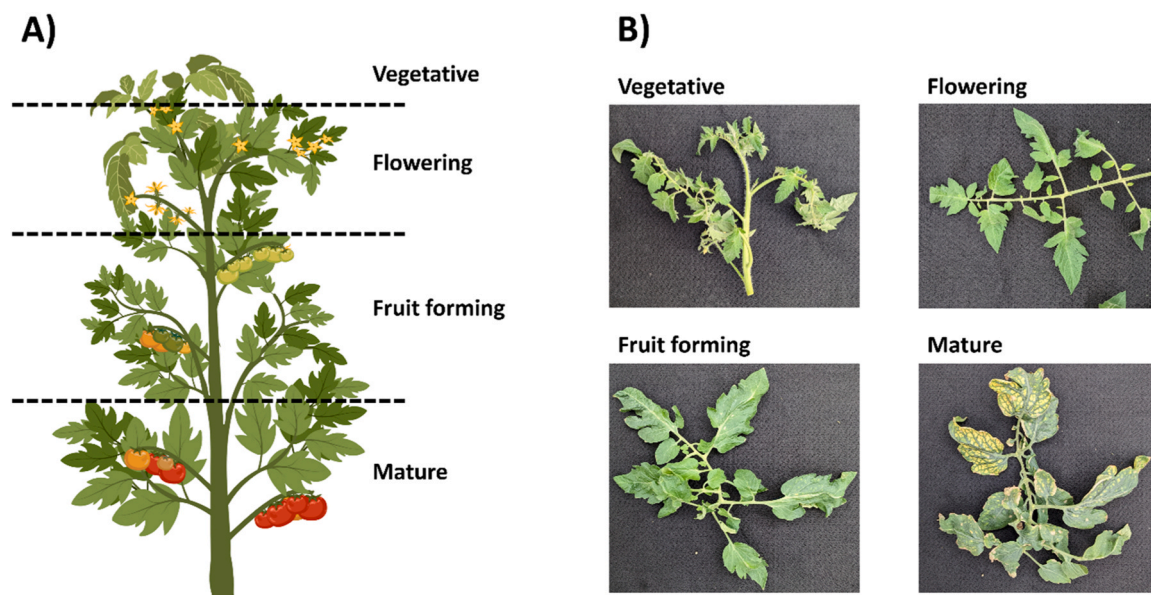 A)
Vegetative
Flowering
Fruit forming
Mature
B)
Vegetative
Flowering
Fruit forming
Mature